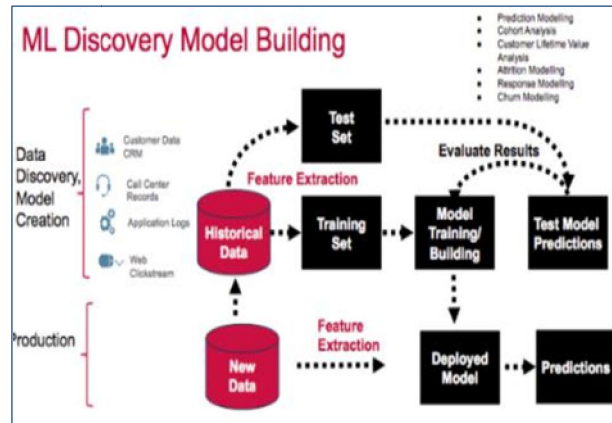 ML Discovery Model Building
Prediction Modelling
Cohort Analysis
Customer Lifetime Value
Analysis
Attrition Modelling
Response Modelling
Churn Modelling
Data
Discovery,
Model
Creation
Customer Data
CRM
Call Center
Records
Application Logs
Web
Clickstream
Test
Set
Feature Extraction
Evaluate Results
Historical
Data
Training
Set
Model
Training/
Building
Test Model
Predictions
Production
New
Data
Feature
Extraction
Deployed
Model
Predictions